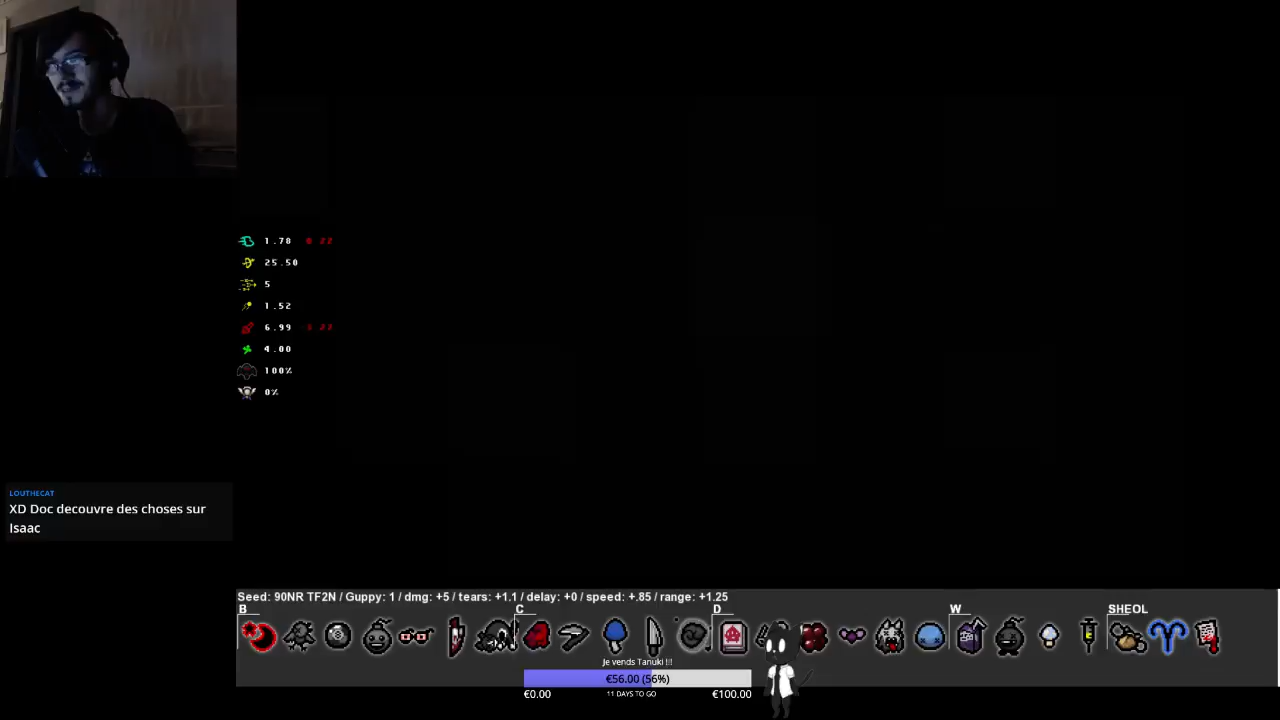 1.78
25.50
5
1.52
6.99
4.00
100%
0%
LOUTHECAT
XD Doc decouvre des choses sur
Isaac
Seed: 90NR TF2N / Guppy: 1 / dmg: +5 / tears: +1.1 / delay: +0 / speed: +.85 / range: +1.25
B C D W SHEOL
Je vends Tanuki !!!
€56.00 (56%)
€0.00 11 DAYS TO GO €100.00